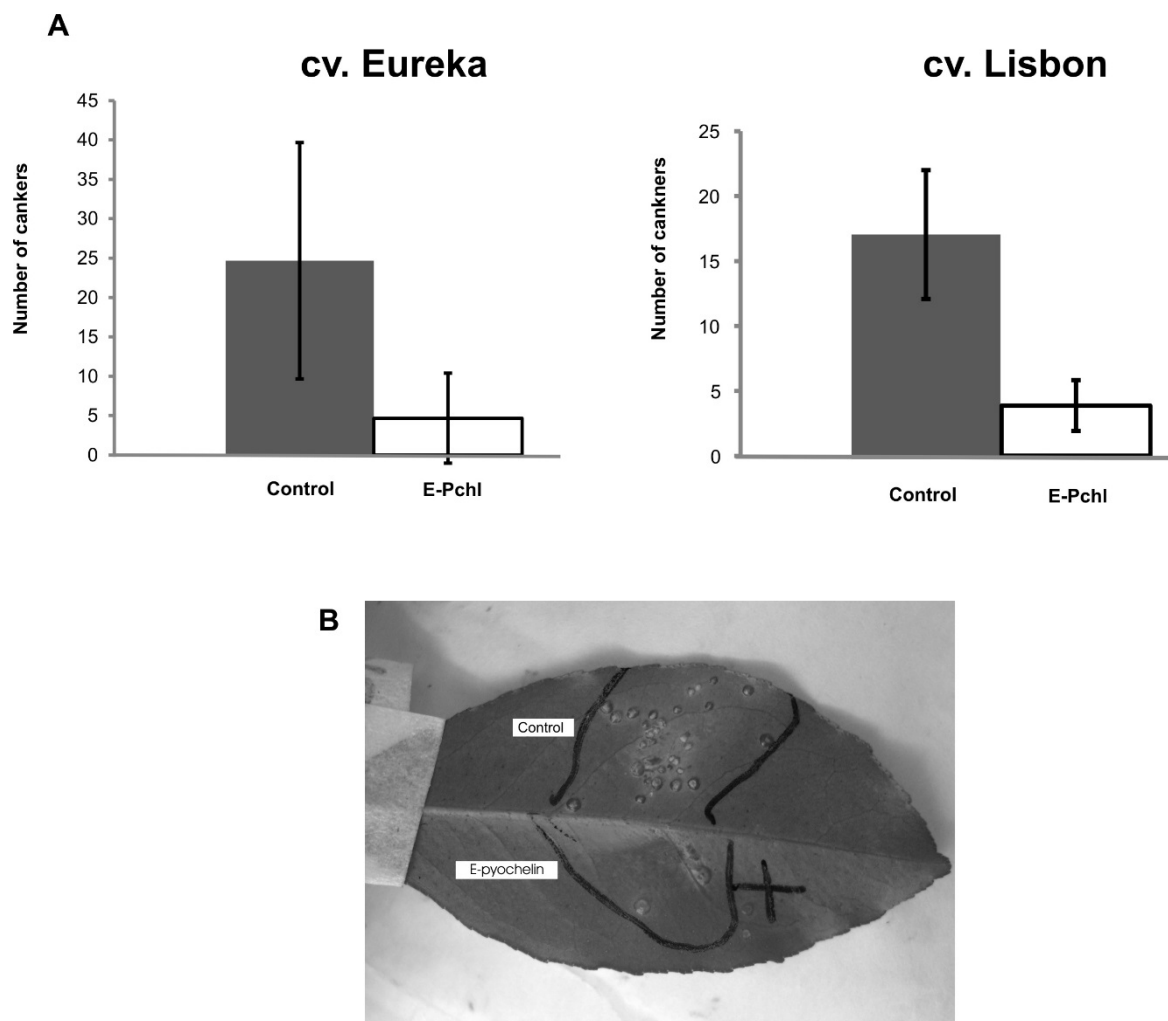 A
cv. Eureka
Number of cankers
45
40
35
30
25
20
15
10
5
0
Control
E-Pchl
cv. Lisbon
Number of cankners
25
20
15
10
5
0
Control
E-Pchl
B
Control
E-pyochelin
+